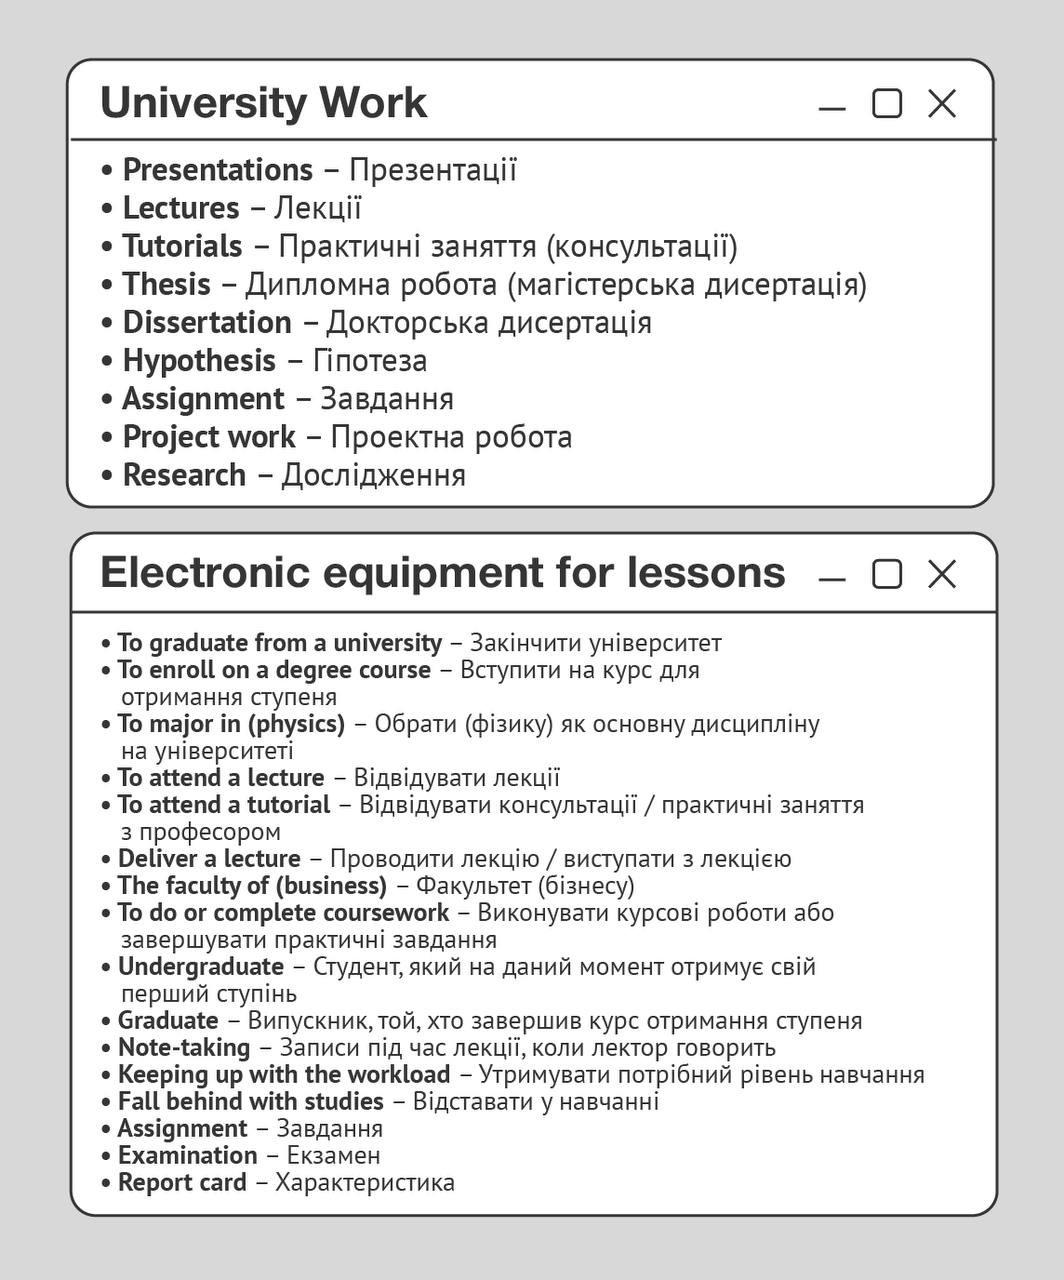 University Work
• Presentations – Презентації
• Lectures – Лекції
• Tutorials – Практичні заняття (консультації)
• Thesis – Дипломна робота (магістерська дисертація)
• Dissertation – Докторська дисертація
• Hypothesis – Гіпотеза
• Assignment – Завдання
• Project work – Проектна робота
• Research – Дослідження
Electronic equipment for lessons
• To graduate from a university – Закінчити університет
• To enroll on a degree course – Вступити на курс для
отримання ступеня
• To major in (physics) – Обрати (фізику) як основну дисципліну
на університеті
• To attend a lecture – Відвідувати лекції
• To attend a tutorial – Відвідувати консультації / практичні заняття
з професором
• Deliver a lecture – Проводити лекцію / виступати з лекцією
• The faculty of (business) – Факультет (бізнесу)
• To do or complete coursework – Виконувати курсові роботи або
завершувати практичні завдання
• Undergraduate – Студент, який на даний момент отримує свій
перший ступінь
• Graduate – Випускник, той, хто завершив курс отримання ступеня
• Note-taking – Записи під час лекції, коли лектор говорить
• Keeping up with the workload – Утримувати потрібний рівень навчання
• Fall behind with studies – Відставати у навчанні
• Assignment – Завдання
• Examination – Екзамен
• Report card – Характеристика